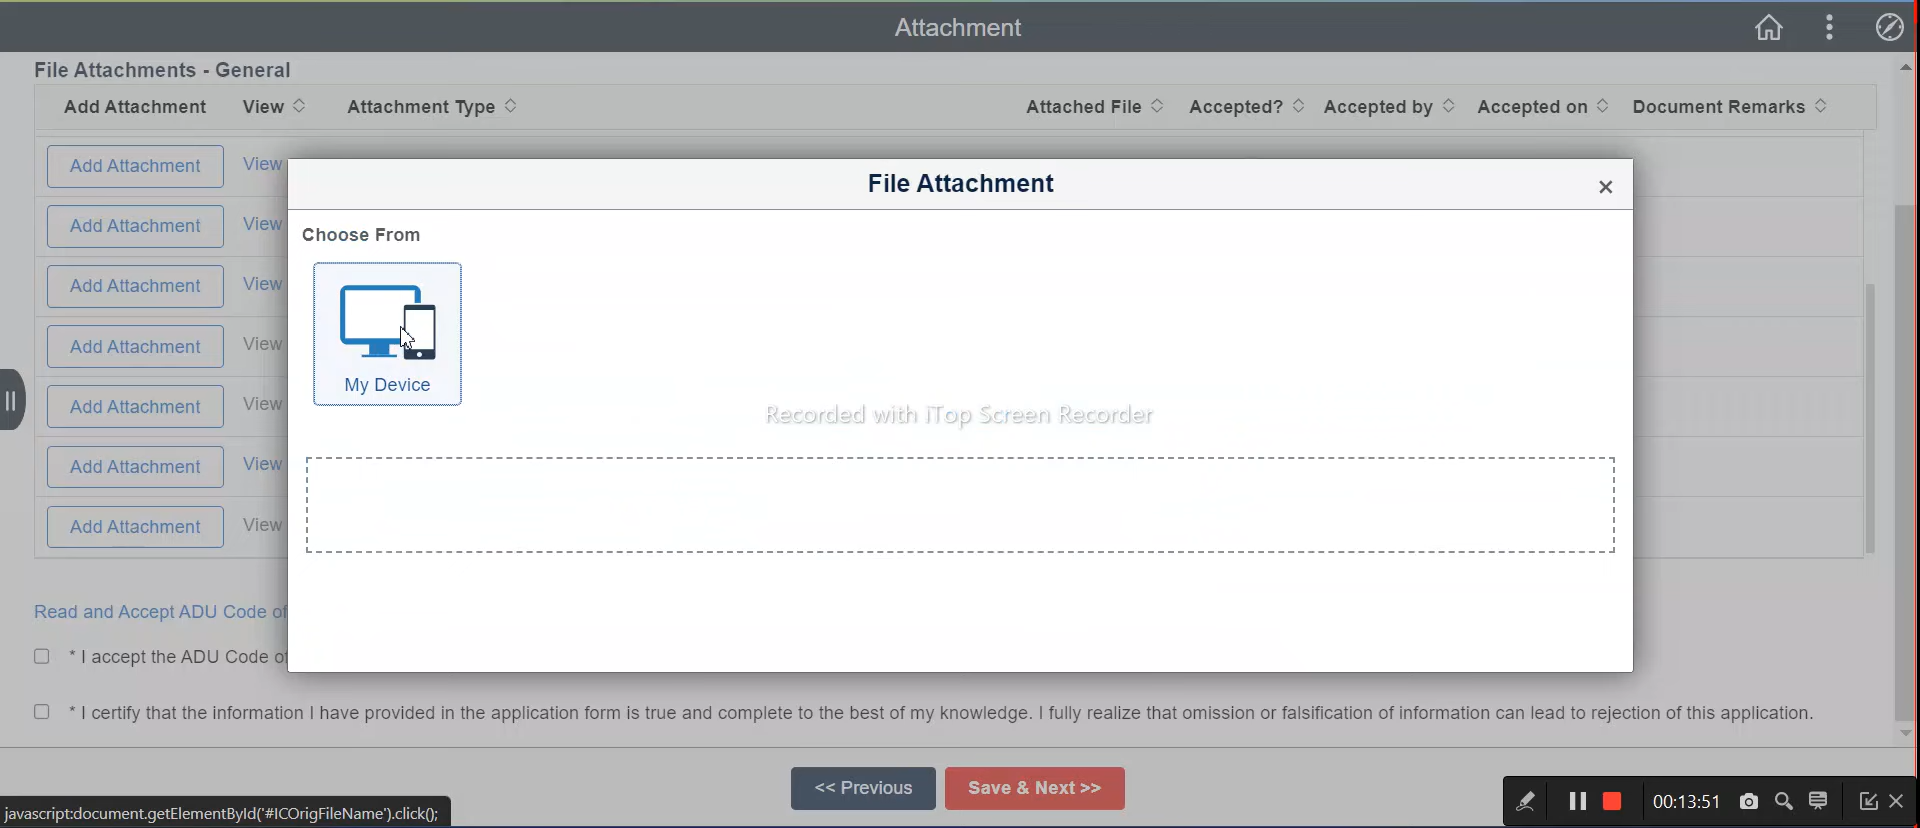 Attachment
File Attachments - General
Add Attachment View Attachment Type Attached File Accepted? Accepted by Accepted on Document Remarks
Add Attachment View
Add Attachment View
Add Attachment View
Add Attachment View
Add Attachment View
Add Attachment View
Add Attachment View
File Attachment
×
Choose From
My Device
Recorded with iTop Screen Recorder
Read and Accept ADU Code of
* I accept the ADU Code of
* I certify that the information I have provided in the application form is true and complete to the best of my knowledge. I fully realize that omission or falsification of information can lead to rejection of this application.
<< Previous Save & Next >>
javascript:document.getElementById('#ICOrigFileName').click();
00:13:51